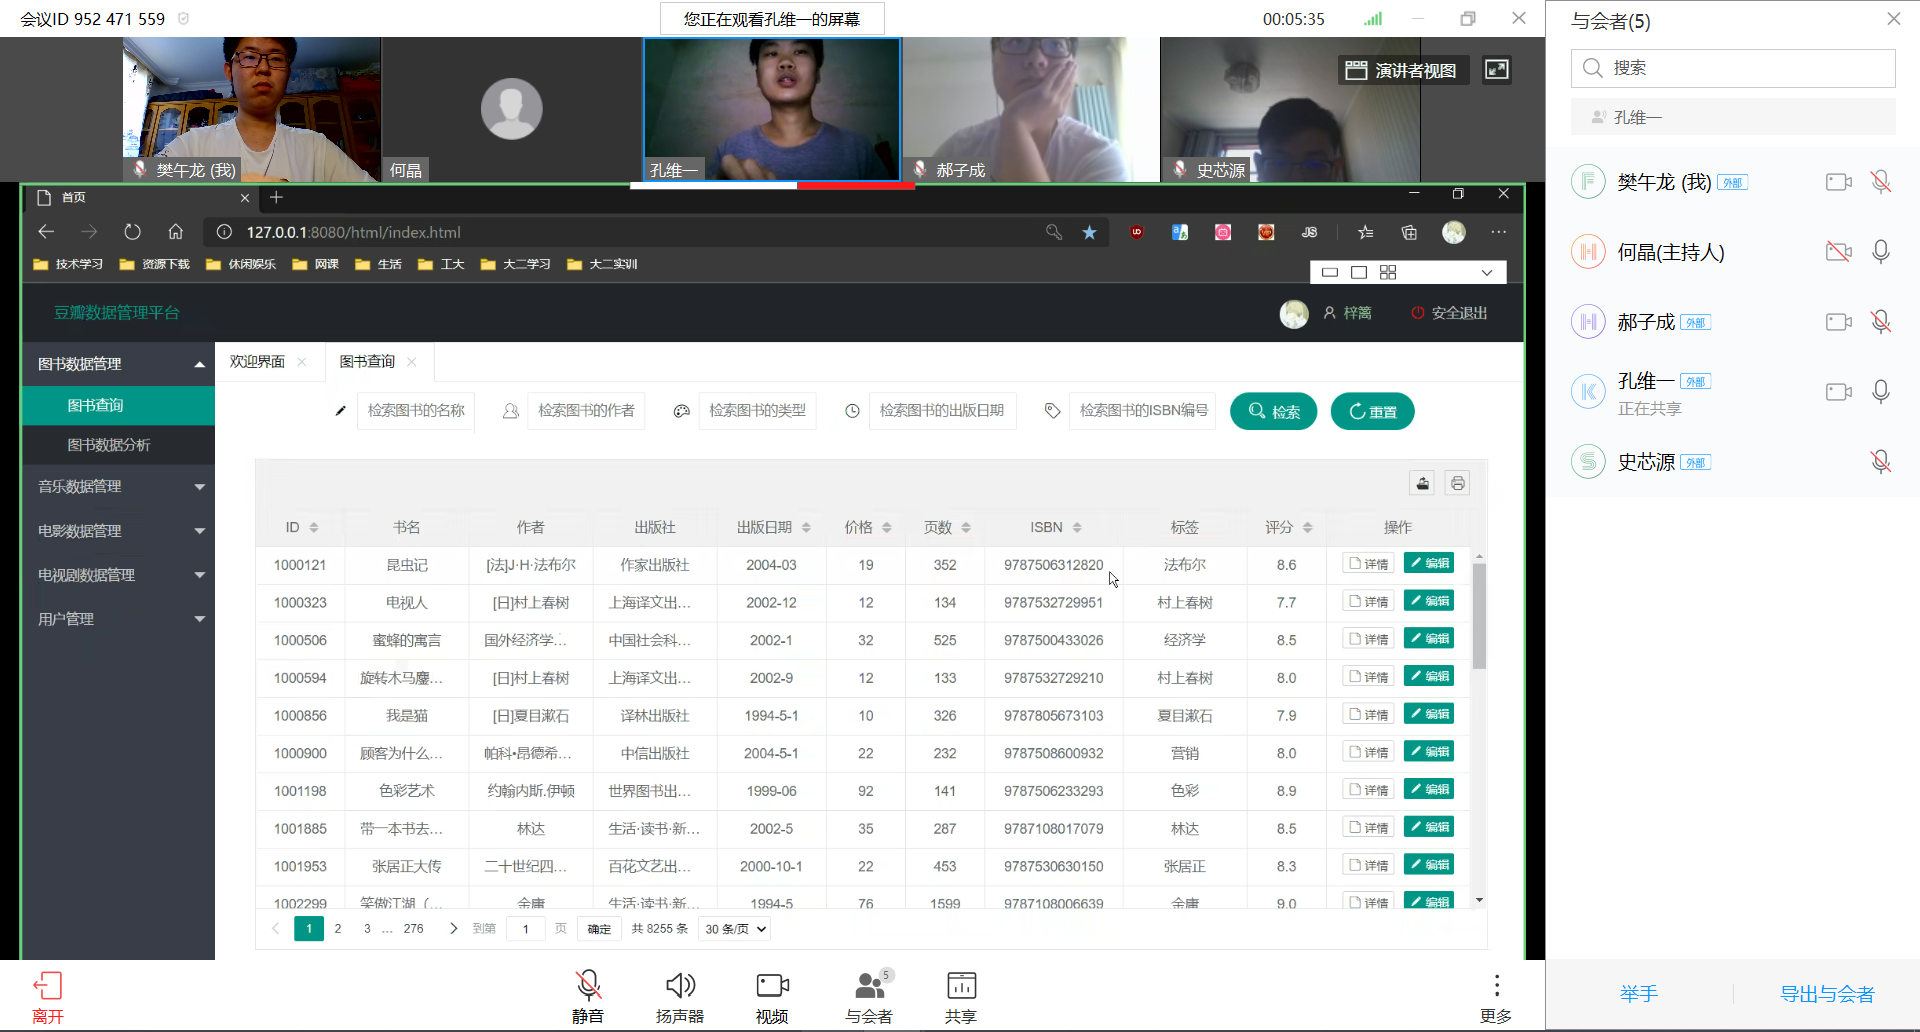 会议ID 952 471 559
您正在观看孔维一的屏幕
00:05:35
演讲者视图
樊午龙 (我)
何晶
孔维一
郝子成
史芯源
首页
127.0.0.1:8080/html/index.html
技术学习 资源下载 休闲娱乐 网课 生活 工大 大二学习 大二实训
豆瓣数据管理平台
梓篱
安全退出
图书数据管理
图书查询
图书数据分析
音乐数据管理
电影数据管理
电视剧数据管理
用户管理
欢迎界面 图书查询
检索图书的名称 检索图书的作者 检索图书的类型 检索图书的出版日期 检索图书的ISBN编号 检索 重置
ID 书名 作者 出版社 出版日期 价格 页数 ISBN 标签 评分 操作
1000121 昆虫记 [法]J·H·法布尔 作家出版社 2004-03 19 352 9787506312820 法布尔 8.6 详情 编辑
1000323 电视人 [日]村上春树 上海译文出... 2002-12 12 134 9787532729951 村上春树 7.7 详情 编辑
1000506 蜜蜂的寓言 国外经济学... 中国社会科... 2002-1 32 525 9787500433026 经济学 8.5 详情 编辑
1000594 旋转木马鏖... [日]村上春树 上海译文出... 2002-9 12 133 9787532729210 村上春树 8.0 详情 编辑
1000856 我是猫 [日]夏目漱石 译林出版社 1994-5-1 10 326 9787805673103 夏目漱石 7.9 详情 编辑
1000900 顾客为什么... 帕科•昂德希... 中信出版社 2004-5-1 22 232 9787508600932 营销 8.0 详情 编辑
1001198 色彩艺术 约翰内斯.伊顿 世界图书出... 1999-06 92 141 9787506233293 色彩 8.9 详情 编辑
1001885 带一本书去... 林达 生活·读书·新... 2002-5 35 287 9787108017079 林达 8.5 详情 编辑
1001953 张居正大传 二十世纪四... 百花文艺出... 2000-10-1 22 453 9787530630150 张居正 8.3 详情 编辑
1002299 笑傲江湖（... 金庸 生活·读书·新... 1994-5 76 1599 9787108006639 金庸 9.0 详情 编辑
1 2 3 ... 276 到第 1 页 确定 共 8255 条 30 条/页
离开 静音 扬声器 视频 与会者 5 共享 更多
与会者(5)
搜索
孔维一
樊午龙 (我) 外部
何晶(主持人)
郝子成 外部
孔维一 外部
正在共享
史芯源 外部
举手 导出与会者